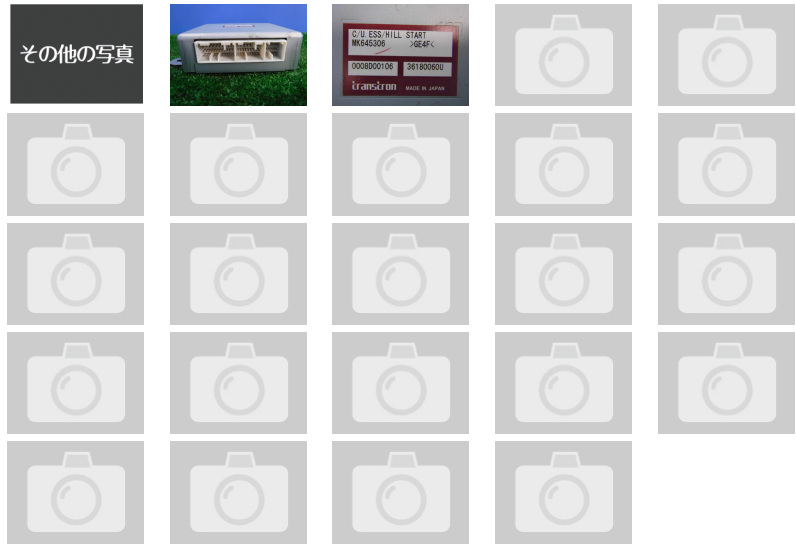 その他の写真
C/U.ESS/HILL START
MK645306 >GE4F<
0008D00106 36180060U
transtron MADE IN JAPAN